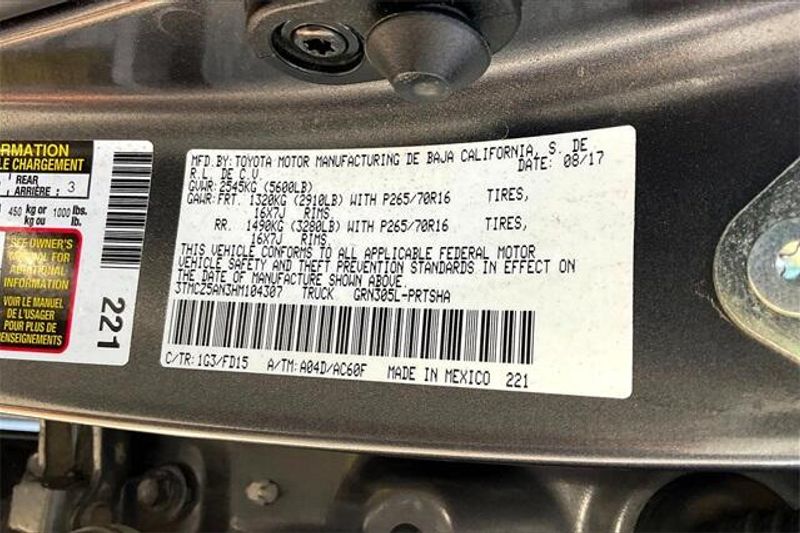 RMATION
LE CHARGEMENT
REAR
ARRIÈRE : 3
450 kg or 1000 lbs.
kg ou lb.
SEE OWNER'S
MANUAL FOR
ADDITIONAL
INFORMATION
VOIR LE MANUEL
DE L'USAGER
POUR PLUS DE
RENSEIGNEMENTS
221
MFD.BY: TOYOTA MOTOR MANUFACTURING DE BAJA CALIFORNIA, S. DE
R.L. DE C.V. DATE: 08/17
GVWR: 2545KG (5600LB)
GAWR: FRT. 1320KG (2910LB) WITH P265/70R16 TIRES,
16X7J RIMS,
RR. 1490KG (3280LB) WITH P265/70R16 TIRES,
16X7J RIMS,
THIS VEHICLE CONFORMS TO ALL APPLICABLE FEDERAL MOTOR
VEHICLE SAFETY AND THEFT PREVENTION STANDARDS IN EFFECT ON
THE DATE OF MANUFACTURE SHOWN ABOVE.
3TMCZ5AN3HM104307 TRUCK GRN305L-PRTSHA
C/TR: 1G3/FD15 A/TM: A04D/AC60F MADE IN MEXICO 221